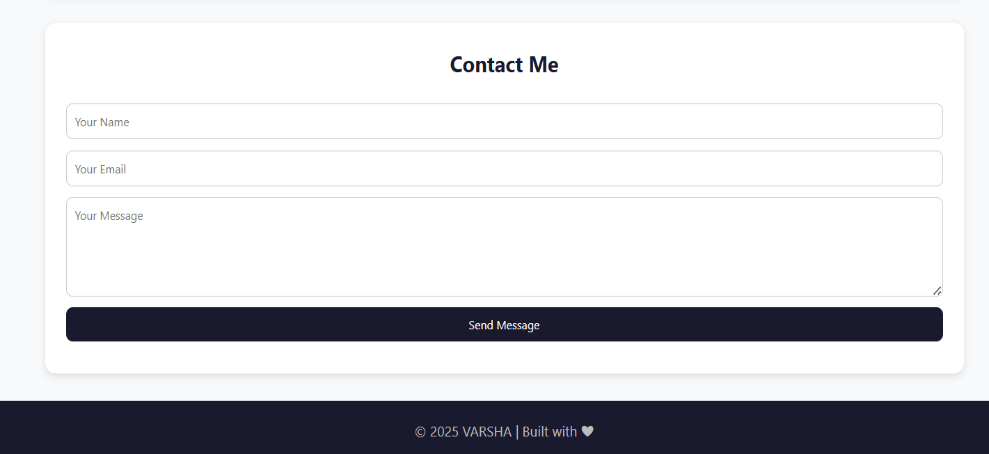 Contact Me
Your Name
Your Email
Your Message
Send Message
© 2025 VARSHA | Built with 🤍